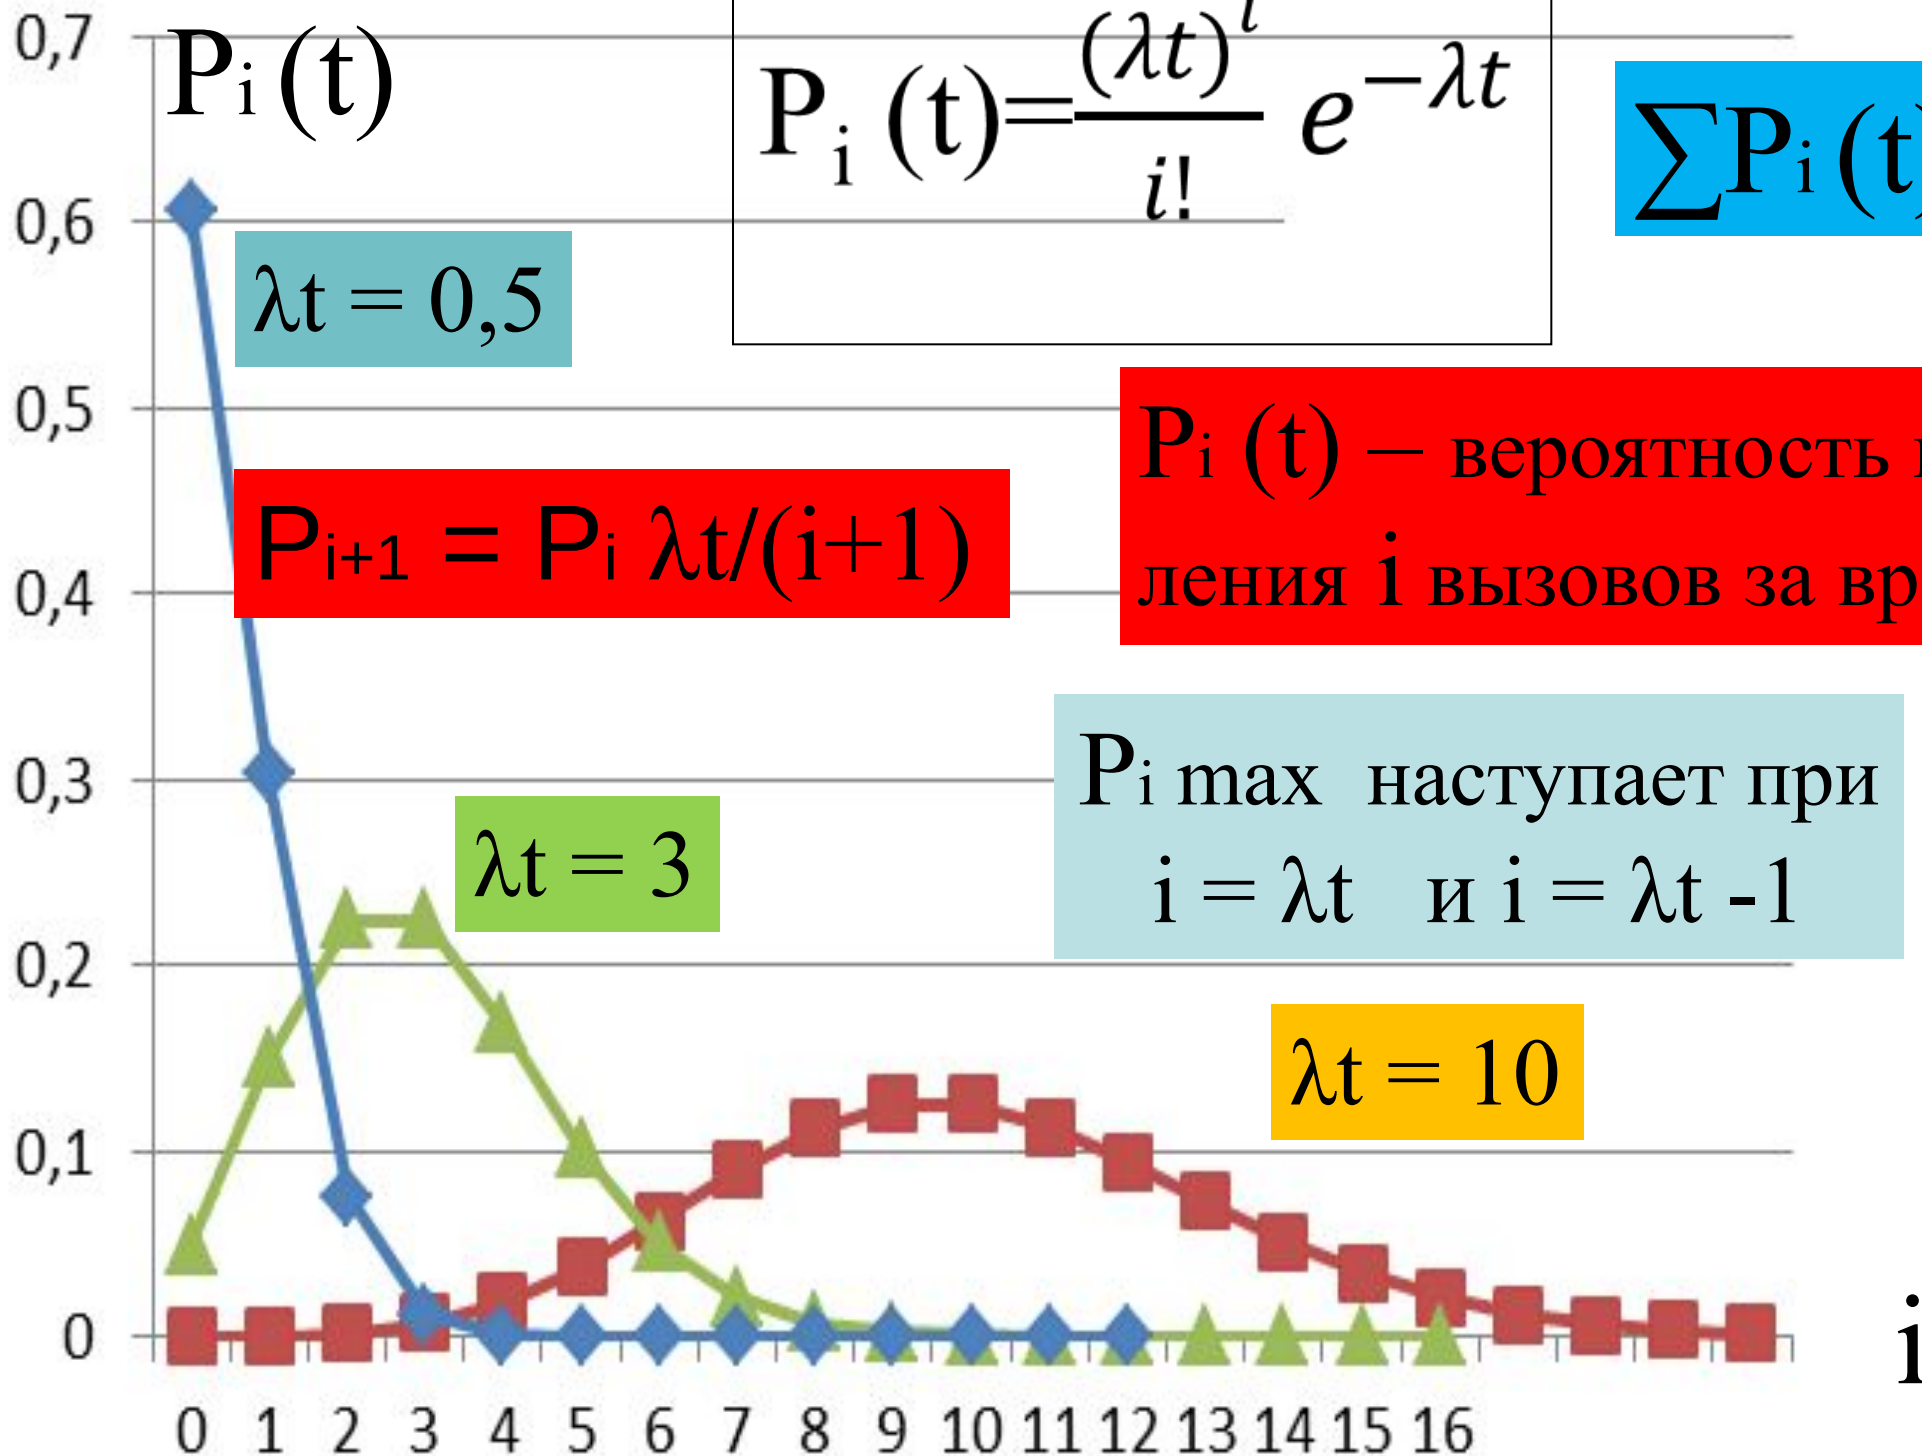 0,7
Pi (t)
Pi (t)=(λt)^i/i! e^−λt
∑Pi (t)
0,6
λt = 0,5
0,5
Pi (t) – вероятность
Pi+1 = Pi λt/(i+1)
0,4
ления i вызовов за вр
0,3
Pi max наступает при
i = λt и i = λt -1
λt = 3
0,2
λt = 10
0,1
0
i
0 1 2 3 4 5 6 7 8 9 10 11 12 13 14 15 16